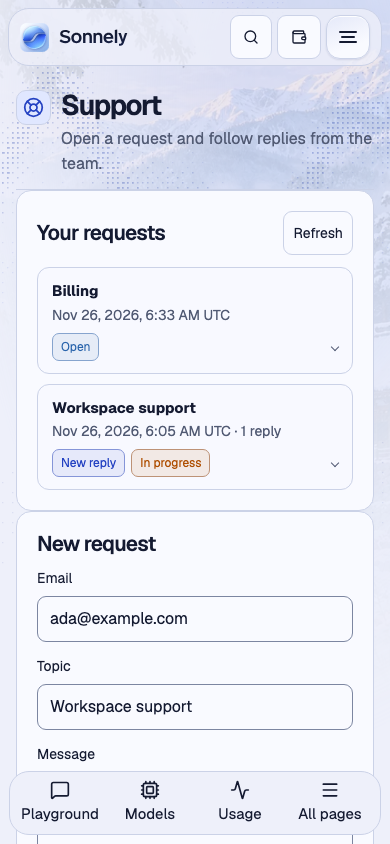 Sonnely
Support
Open a request and follow replies from the
team.
Your requests
Refresh
Billing
Nov 26, 2026, 6:33 AM UTC
Open
Workspace support
Nov 26, 2026, 6:05 AM UTC · 1 reply
New reply
In progress
New request
Email
ada@example.com
Topic
Workspace support
Message
Playground
Models
Usage
All pages